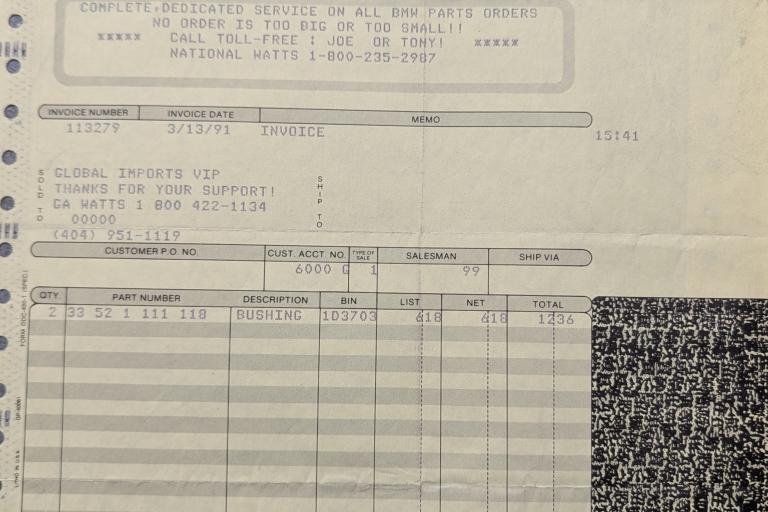 COMPLETE,DEDICATED SERVICE ON ALL BMW PARTS ORDERS
NO ORDER IS TOO BIG OR TOO SMALL!!
***** CALL TOLL-FREE : JOE OR TONY! *****
NATIONAL WATTS 1-800-235-2987
INVOICE NUMBER INVOICE DATE MEMO
113279 3/13/91 INVOICE 15:41
SOLD TO
GLOBAL IMPORTS VIP
THANKS FOR YOUR SUPPORT!
GA WATTS 1 800 422-1134
00000
(404) 951-1119
SHIP TO
CUSTOMER P.O. NO. CUST. ACCT. NO. TYPE OF SALE SALESMAN SHIP VIA
6000 G 1 99
QTY. PART NUMBER DESCRIPTION BIN LIST NET TOTAL
2 33 52 1 111 118 BUSHING 1D3703 618 618 1236
LITHO IN U.S.A.